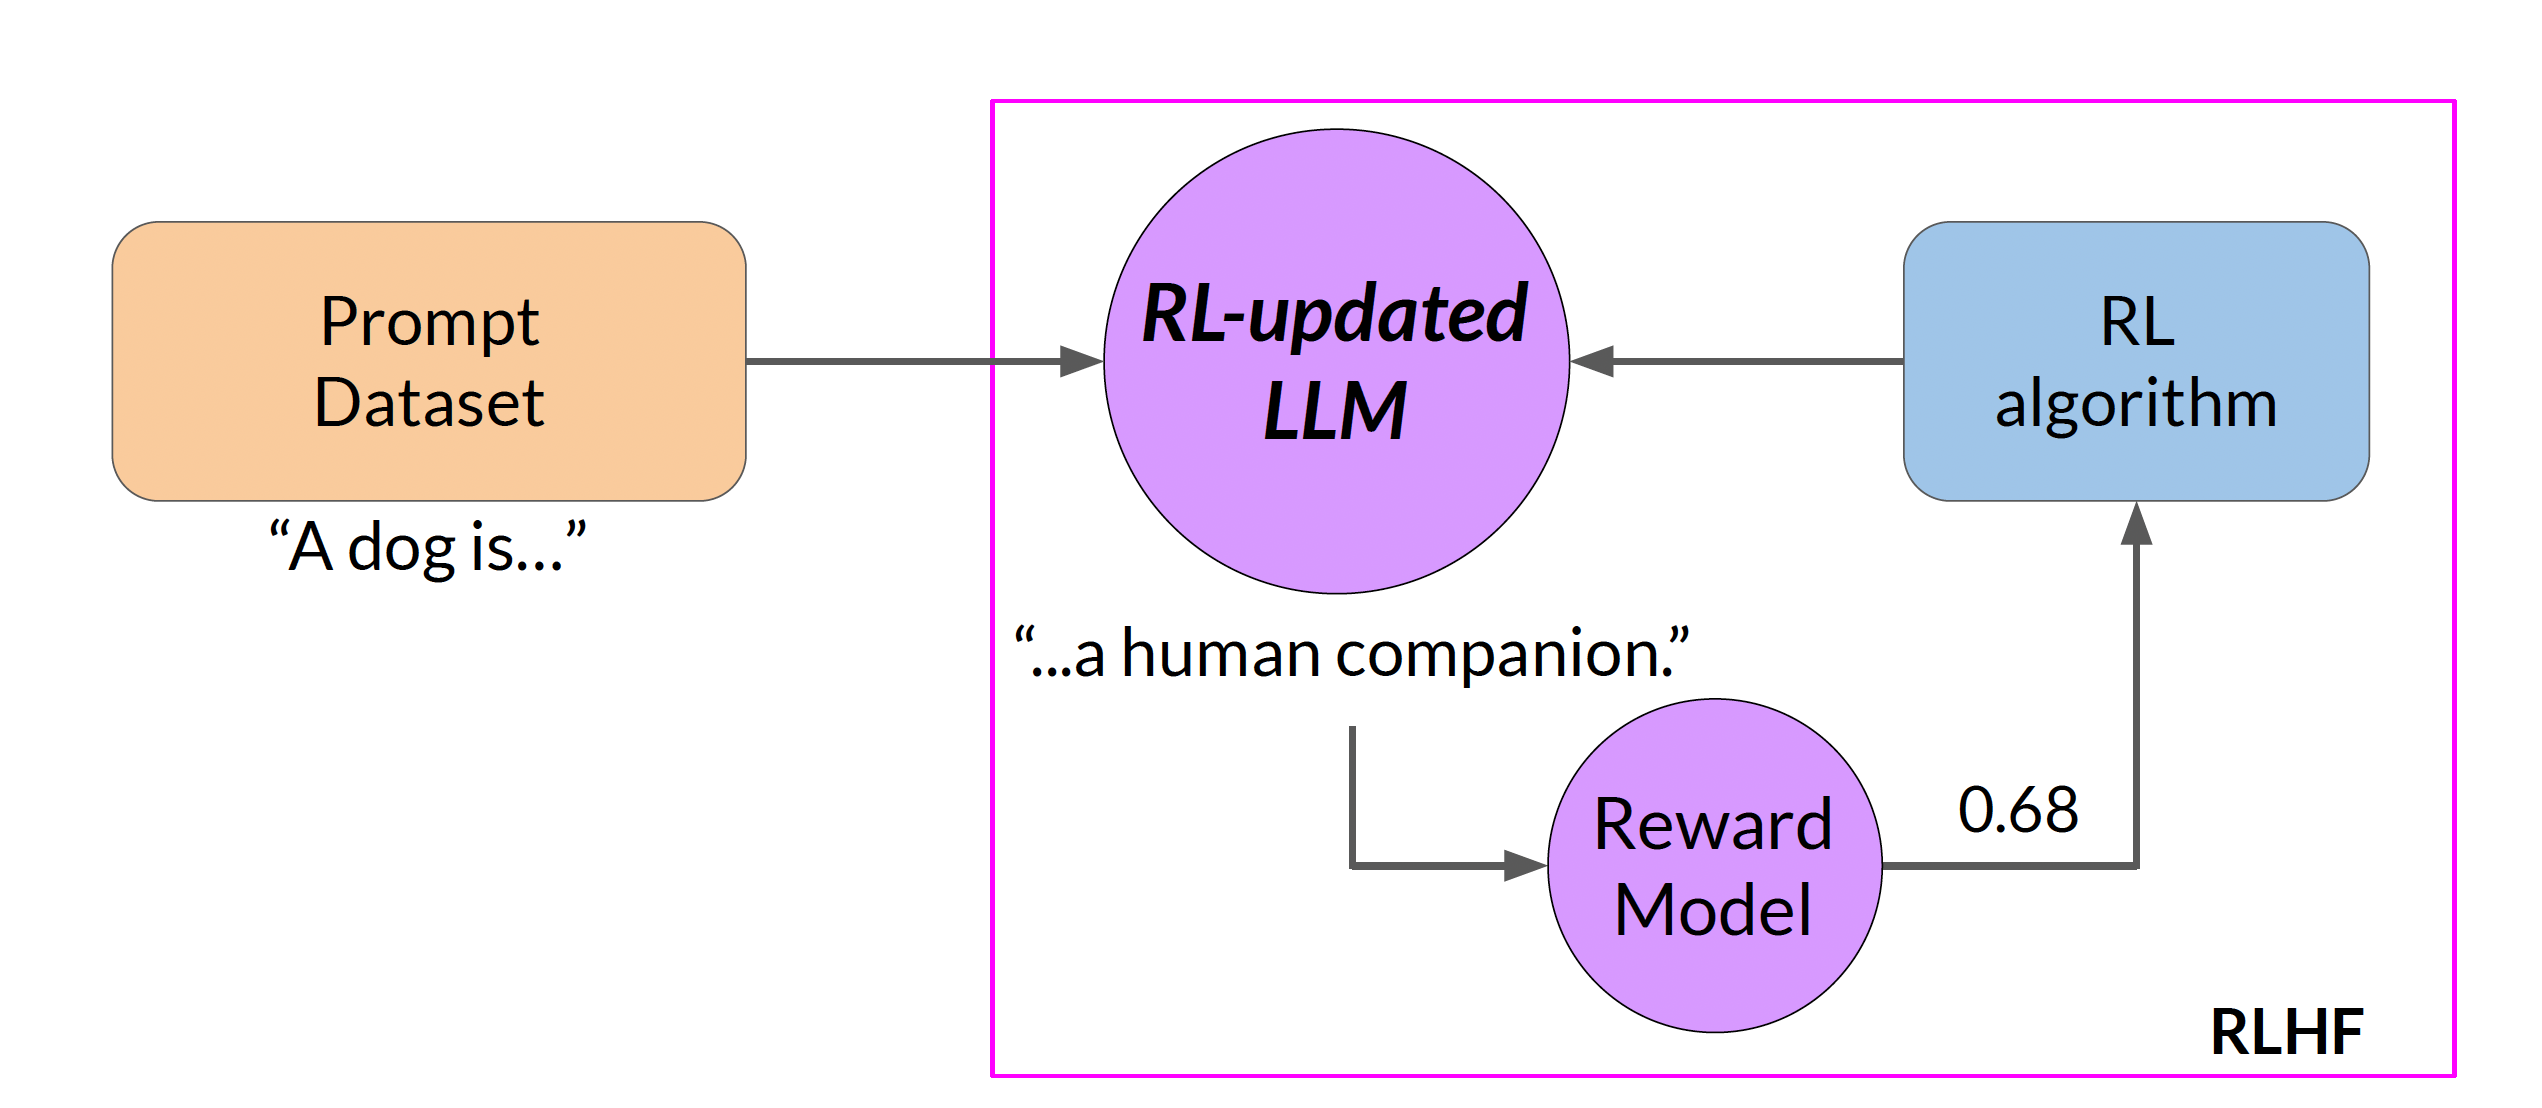 Prompt
Dataset
“A dog is...”
RL-updated
LLM
“...a human companion.”
RL
algorithm
Reward
Model
0.68
RLHF